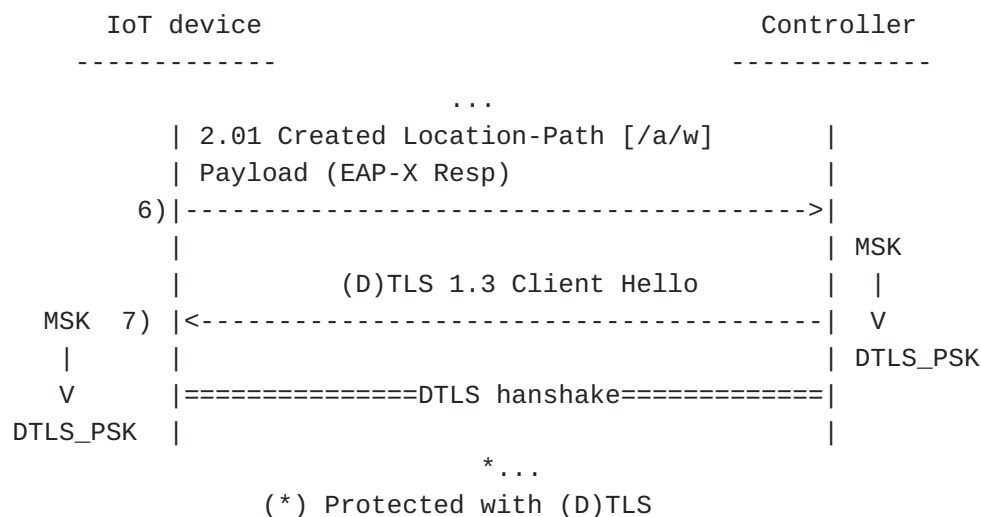 IoT device                                Controller
    -------------                             -------------
                            ...
          | 2.01 Created Location-Path [/a/w]       |
          | Payload (EAP-X Resp)                    |
        6)|---------------------------------------->|
          |                                         | MSK
          |          (D)TLS 1.3 Client Hello        |  |
  MSK  7) |<----------------------------------------|  V
   |      |                                         | DTLS_PSK
   V      |===============DTLS hanshake=============|
DTLS_PSK  |                                         |
                              *...
                (*) Protected with (D)TLS